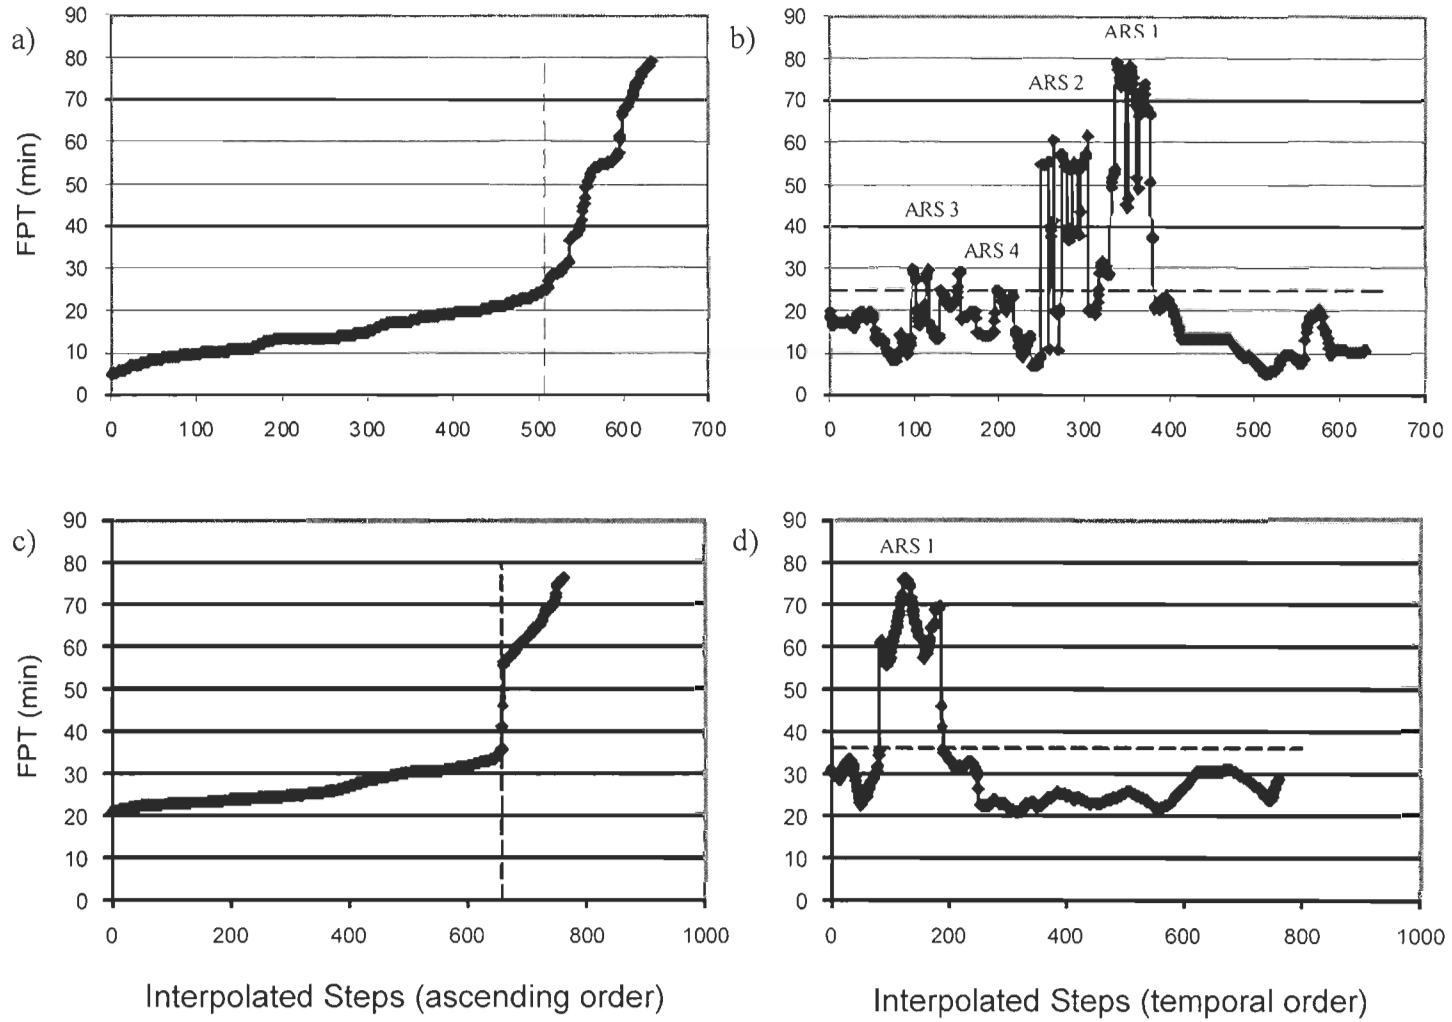 a)
90
80
70
60
50
40
30
20
10
0
FPT (min)
0 100 200 300 400 500 600 700
b)
90
80
70
60
50
40
30
20
10
0
ARS 1
ARS 2
ARS 3
ARS 4
0 100 200 300 400 500 600 700
c)
90
80
70
60
50
40
30
20
10
0
FPT (min)
0 200 400 600 800 1000
Interpolated Steps (ascending order)
d)
90
80
70
60
50
40
30
20
10
0
ARS 1
0 200 400 600 800 1000
Interpolated Steps (temporal order)